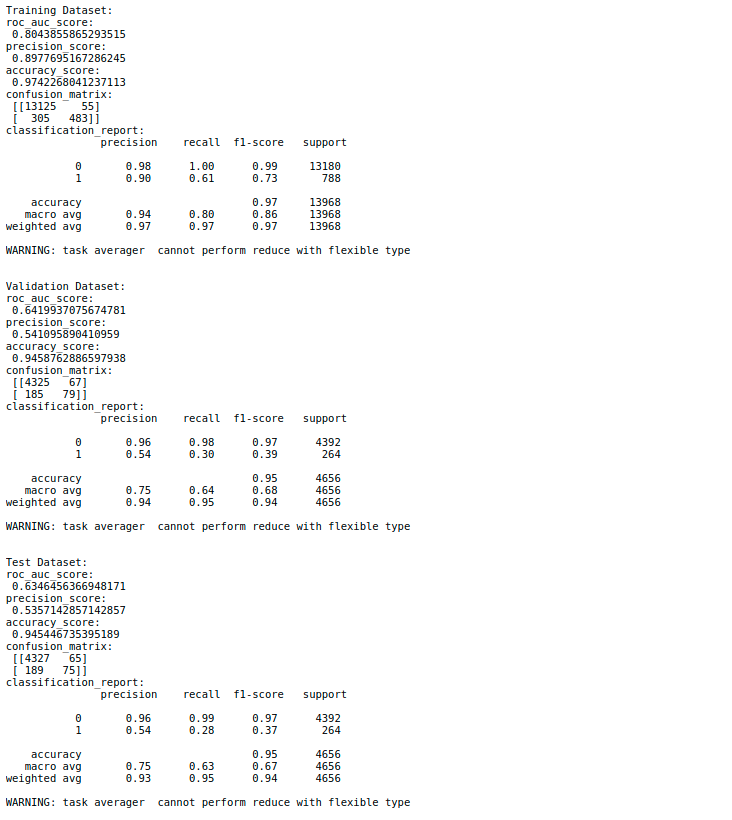 Training Dataset:
roc_auc_score:
 0.8043855865293515
precision_score:
 0.8977695167286245
accuracy_score:
 0.9742268041237113
confusion_matrix:
 [[13125    55]
 [  305   483]]
classification_report:
               precision    recall  f1-score   support

           0       0.98      1.00      0.99     13180
           1       0.90      0.61      0.73       788

    accuracy                           0.97     13968
   macro avg       0.94      0.80      0.86     13968
weighted avg       0.97      0.97      0.97     13968

WARNING: task averager  cannot perform reduce with flexible type

Validation Dataset:
roc_auc_score:
 0.6419937075674781
precision_score:
 0.541095890410959
accuracy_score:
 0.9458762886597938
confusion_matrix:
 [[4325   67]
 [ 185   79]]
classification_report:
               precision    recall  f1-score   support

           0       0.96      0.98      0.97      4392
           1       0.54      0.30      0.39       264

    accuracy                           0.95      4656
   macro avg       0.75      0.64      0.68      4656
weighted avg       0.94      0.95      0.94      4656

WARNING: task averager  cannot perform reduce with flexible type

Test Dataset:
roc_auc_score:
 0.6346456366948171
precision_score:
 0.5357142857142857
accuracy_score:
 0.945446735395189
confusion_matrix:
 [[4327   65]
 [ 189   75]]
classification_report:
               precision    recall  f1-score   support

           0       0.96      0.99      0.97      4392
           1       0.54      0.28      0.37       264

    accuracy                           0.95      4656
   macro avg       0.75      0.63      0.67      4656
weighted avg       0.93      0.95      0.94      4656

WARNING: task averager  cannot perform reduce with flexible type